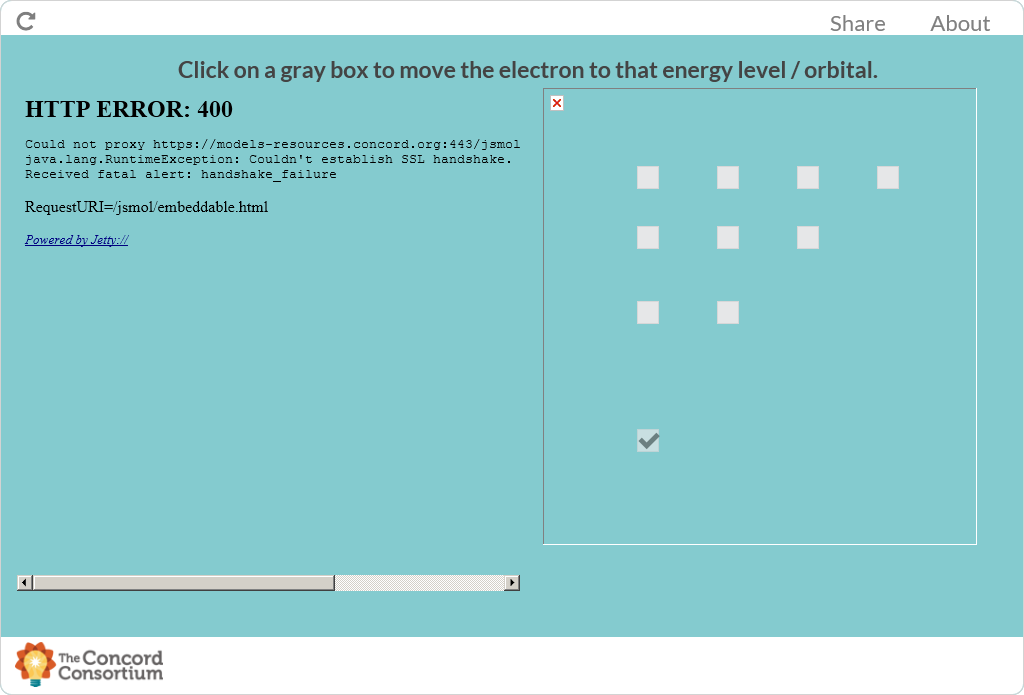 Share About
Click on a gray box to move the electron to that energy level / orbital.
HTTP ERROR: 400
Could not proxy https://models-resources.concord.org:443/jsmol
java.lang.RuntimeException: Couldn't establish SSL handshake.
Received fatal alert: handshake_failure
RequestURI=/jsmol/embeddable.html
Powered by Jetty://
The Concord
Consortium